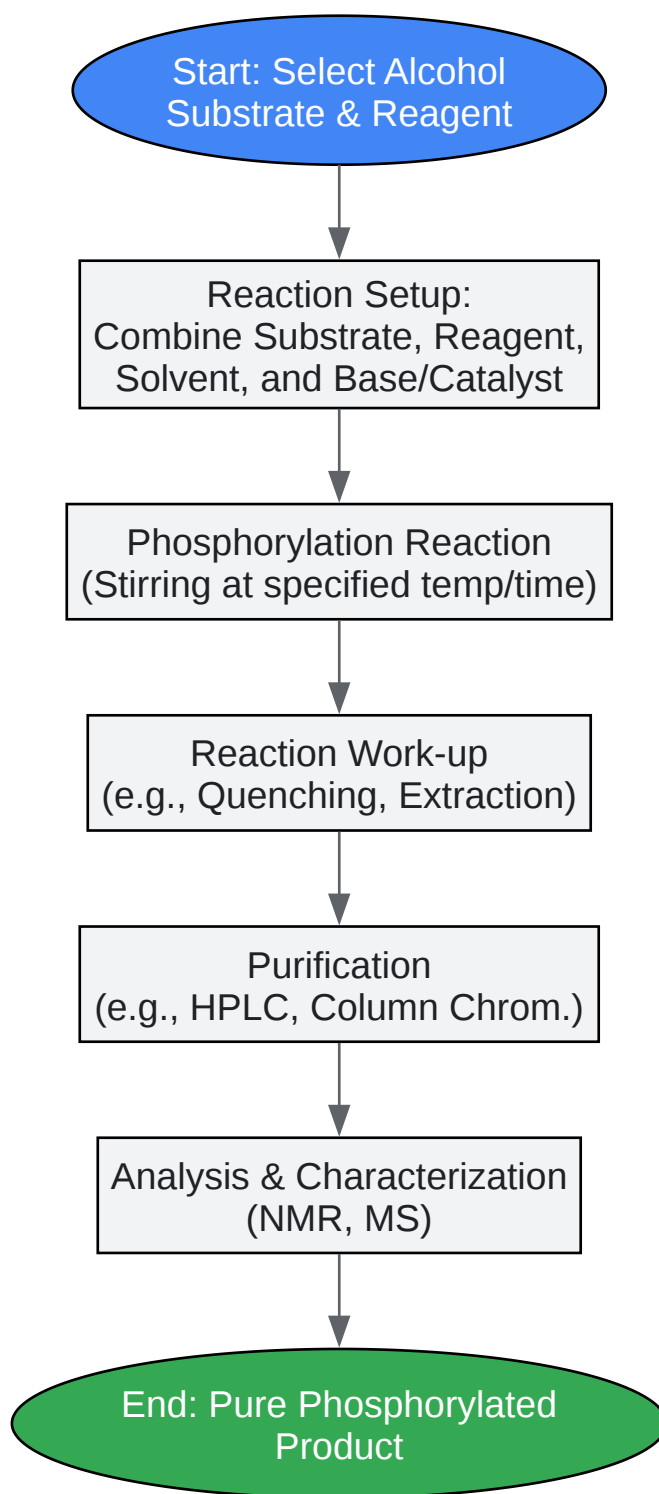 Start: Select Alcohol
Substrate & Reagent
Reaction Setup:
Combine Substrate, Reagent,
Solvent, and Base/Catalyst
Phosphorylation Reaction
(Stirring at specified temp/time)
Reaction Work-up
(e.g., Quenching, Extraction)
Purification
(e.g., HPLC, Column Chrom.)
Analysis & Characterization
(NMR, MS)
End: Pure Phosphorylated
Product